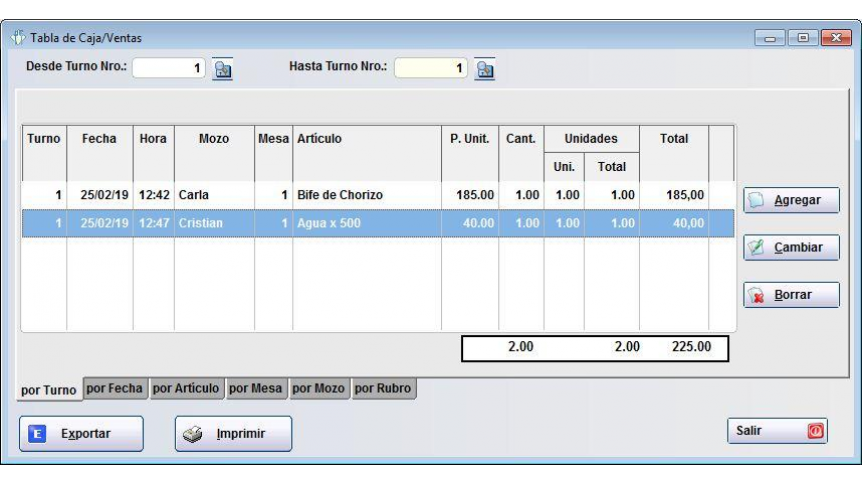 Tabla de Caja/Ventas
Desde Turno Nro.: 1 Hasta Turno Nro.: 1
Turno Fecha Hora Mozo Mesa Artículo P. Unit. Cant. Unidades Total
Uni. Total
1 25/02/19 12:42 Carla 1 Bife de Chorizo 185.00 1.00 1.00 1.00 185,00
1 25/02/19 12:47 Cristian 1 Agua x 500 40.00 1.00 1.00 1.00 40,00
Agregar
Cambiar
Borrar
2.00 2.00 225.00
por Turno por Fecha por Artículo por Mesa por Mozo por Rubro
E Exportar Imprimir Salir